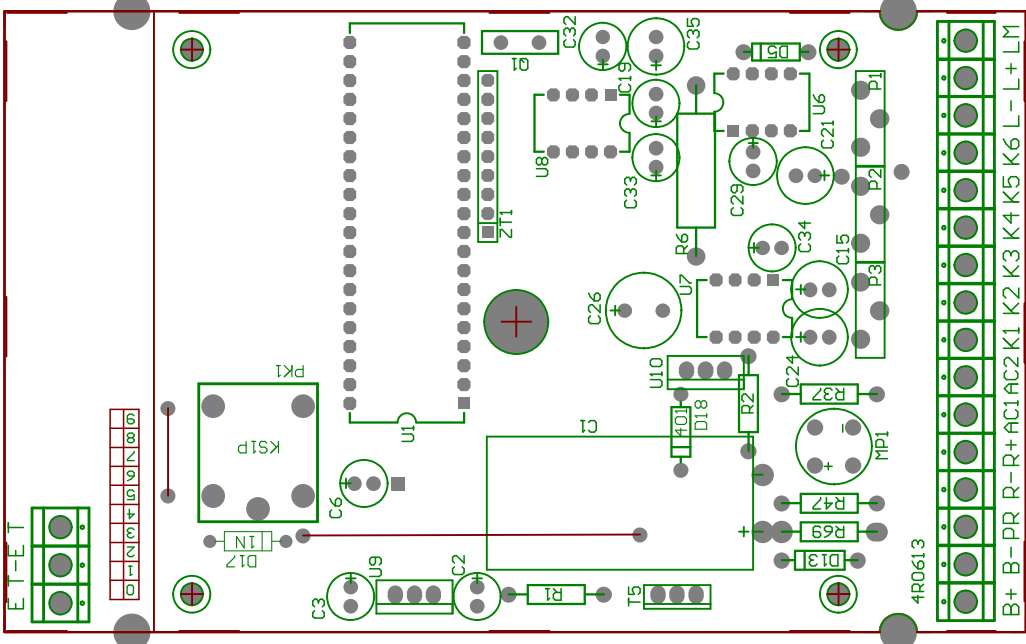 C32
C35
Q1
C19
D5
U6
P1
C21
U8
C33
C29
P2
ZT1
R6
C34
C15
U7
P3
C26
C24
U10
PK1
R2
R37
401
D18
U1
C1
MP1
KS1P
C6
R47
R69
D13
1N
D17
U9
C2
C3
R1
T5
4R0613
9
8
7
6
5
4
3
2
1
0
E T-E T
B+ B- PR R- R+ AC1 AC2 K1 K2 K3 K4 K5 K6 L- L+ LM